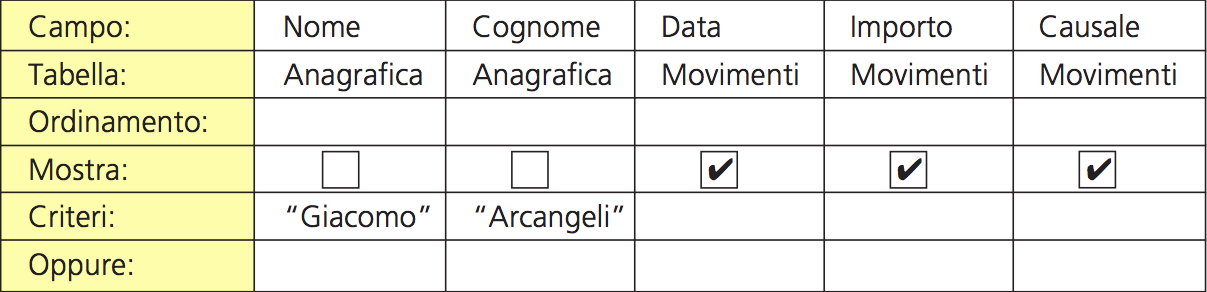 Campo: Nome Cognome Data Importo Causale
Tabella: Anagrafica Anagrafica Movimenti Movimenti Movimenti
Ordinamento:
Mostra: ☐ ☐ ✔ ✔ ✔
Criteri: “Giacomo” “Arcangeli”
Oppure: